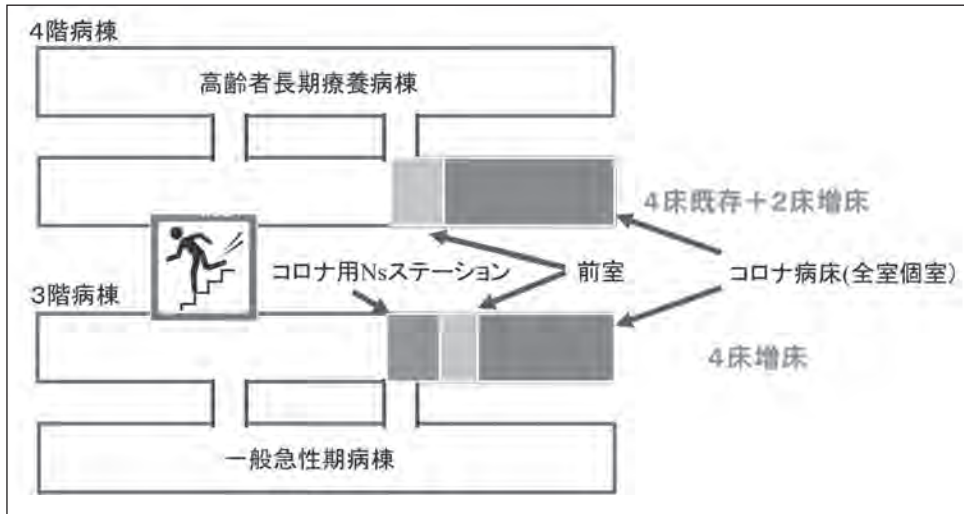 4階病棟
高齢者長期療養病棟
4床既存+2床増床
コロナ用Nsステーション
前室
コロナ病床(全室個室)
3階病棟
4床増床
一般急性期病棟